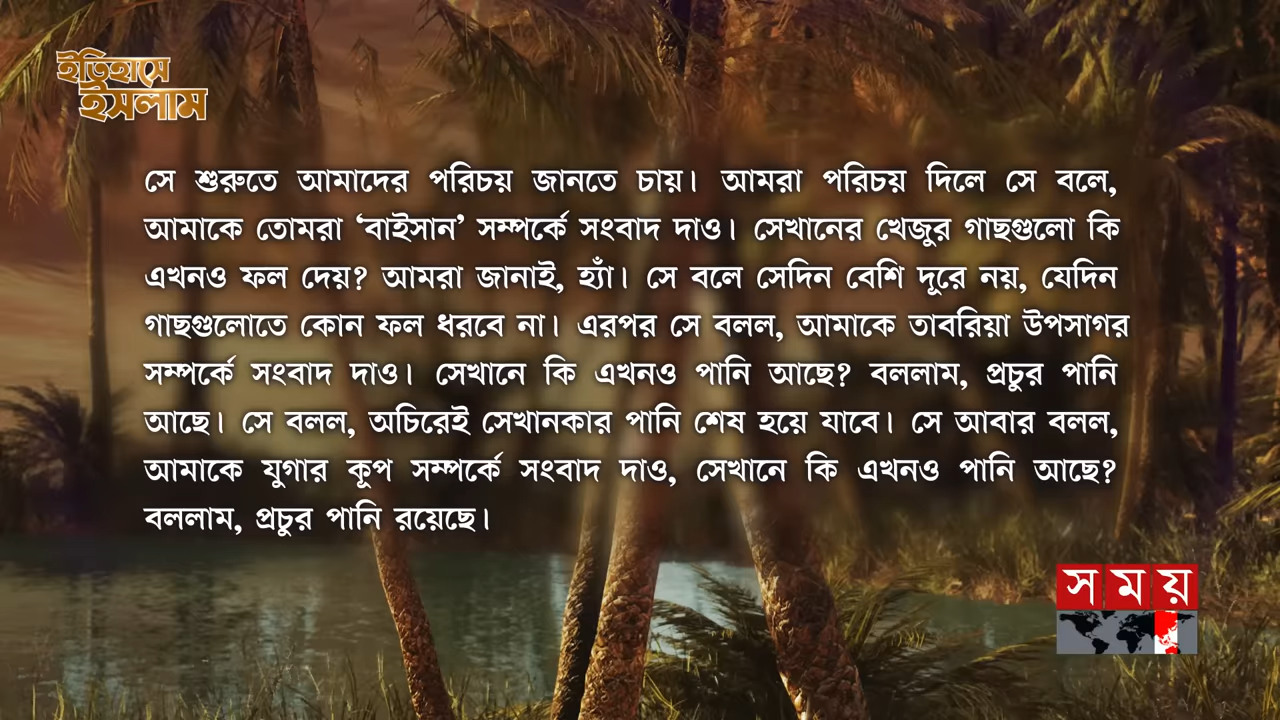 ইতিহাসে
ইসলাম
সে শুরুতে আমাদের পরিচয় জানতে চায়। আমরা পরিচয় দিলে সে বলে,
আমাকে তোমরা ‘বাইসান’ সম্পর্কে সংবাদ দাও। সেখানের খেজুর গাছগুলো কি
এখনও ফল দেয়? আমরা জানাই, হ্যাঁ। সে বলে সেদিন বেশি দূরে নয়, যেদিন
গাছগুলোতে কোন ফল ধরবে না। এরপর সে বলল, আমাকে তাবরিয়া উপসাগর
সম্পর্কে সংবাদ দাও। সেখানে কি এখনও পানি আছে? বললাম, প্রচুর পানি
আছে। সে বলল, অচিরেই সেখানকার পানি শেষ হয়ে যাবে। সে আবার বলল,
আমাকে যুগার কূপ সম্পর্কে সংবাদ দাও, সেখানে কি এখনও পানি আছে?
বললাম, প্রচুর পানি রয়েছে।
সময়